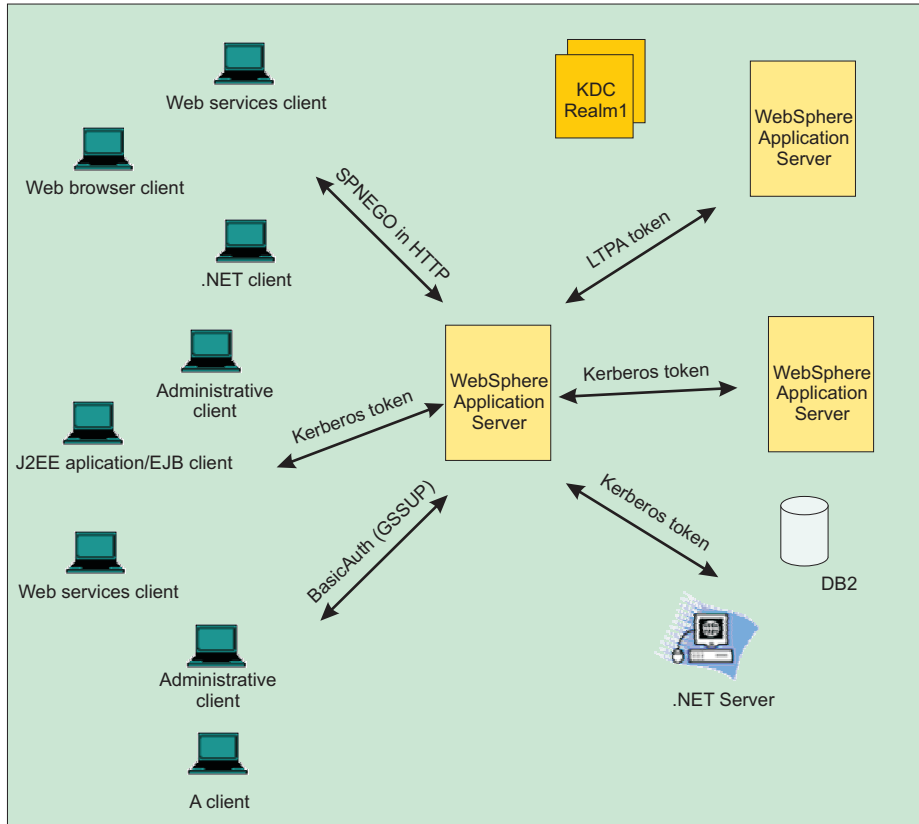 Web services client
KDC
Realm1
WebSphere
Application
Server
Web browser client
SPNEGO in HTTP
LTPA token
.NET client
Administrative
client
WebSphere
Application
Server
Kerberos token
WebSphere
Application
Server
Kerberos token
J2EE aplication/EJB client
BasicAuth (GSSUP)
Kerberos token
Web services client
DB2
Administrative
client
.NET Server
A client